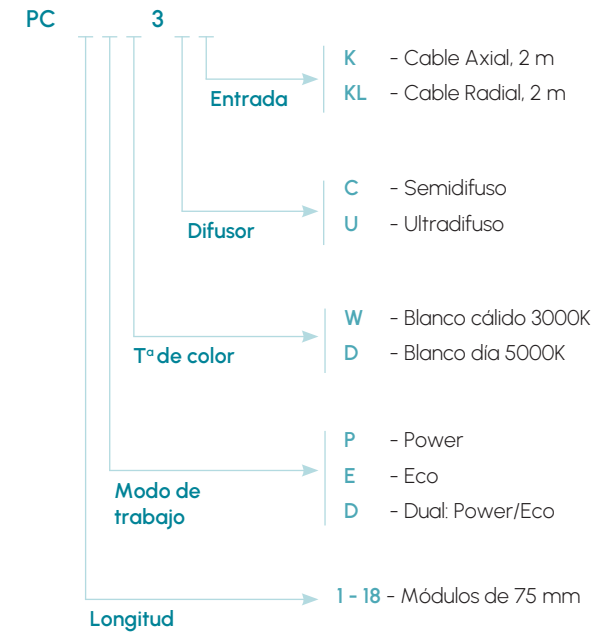 PC 3
K - Cable Axial, 2 m
KL - Cable Radial, 2 m
Entrada
C - Semidifuso
U - Ultradifuso
Difusor
W - Blanco cálido 3000K
D - Blanco día 5000K
Tª de color
P - Power
E - Eco
D - Dual: Power/Eco
Modo de
trabajo
1 - 18 - Módulos de 75 mm
Longitud